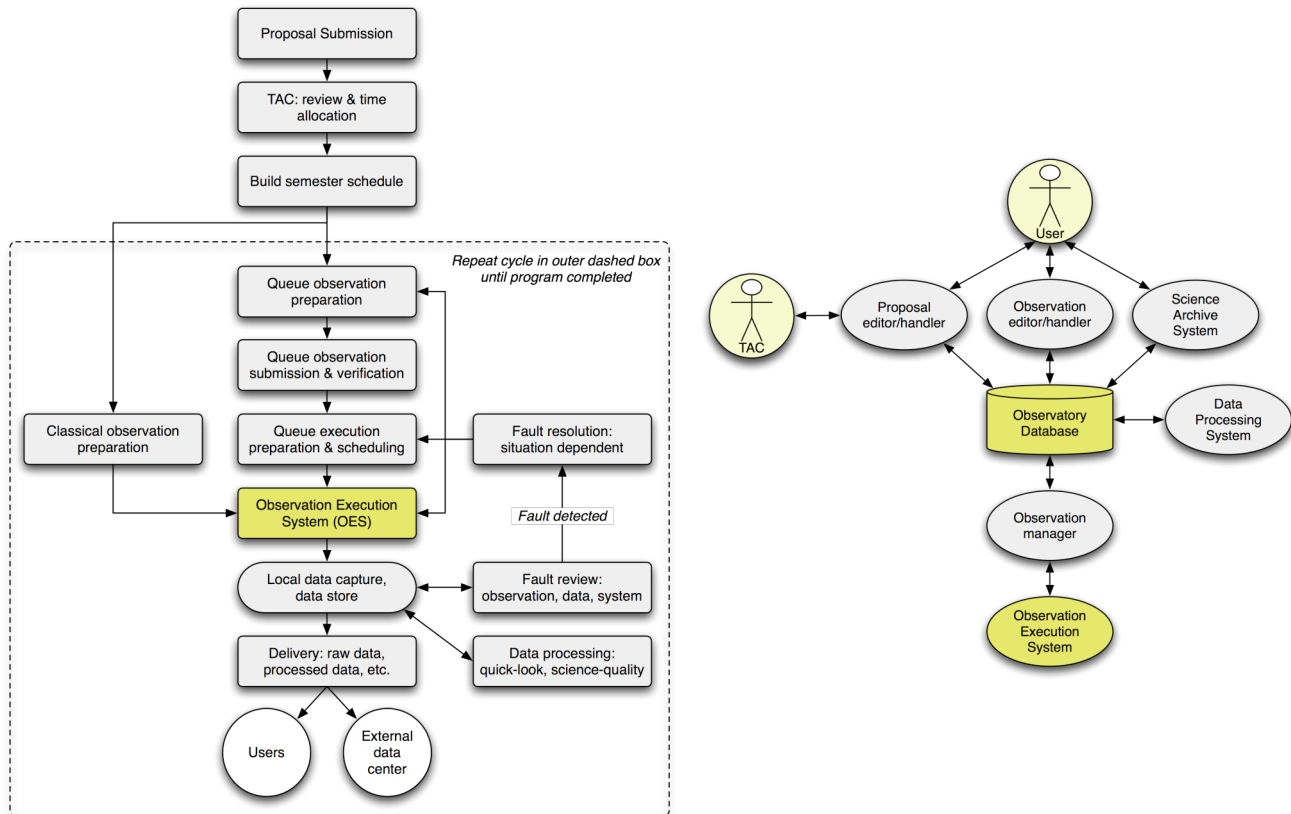 Proposal Submission
TAC: review & time
allocation
Build semester schedule
Repeat cycle in outer dashed box
until program completed
Queue observation
preparation
Queue observation
submission & verification
Classical observation
preparation
Queue execution
preparation & scheduling
Fault resolution:
situation dependent
Observation Execution
System (OES)
Fault detected
Local data capture,
data store
Fault review:
observation, data, system
Delivery: raw data,
processed data, etc.
Data processing:
quick-look, science-quality
Users
External
data
center
User
TAC
Proposal
editor/handler
Observation
editor/handler
Science
Archive
System
Observatory
Database
Data
Processing
System
Observation
manager
Observation
Execution
System